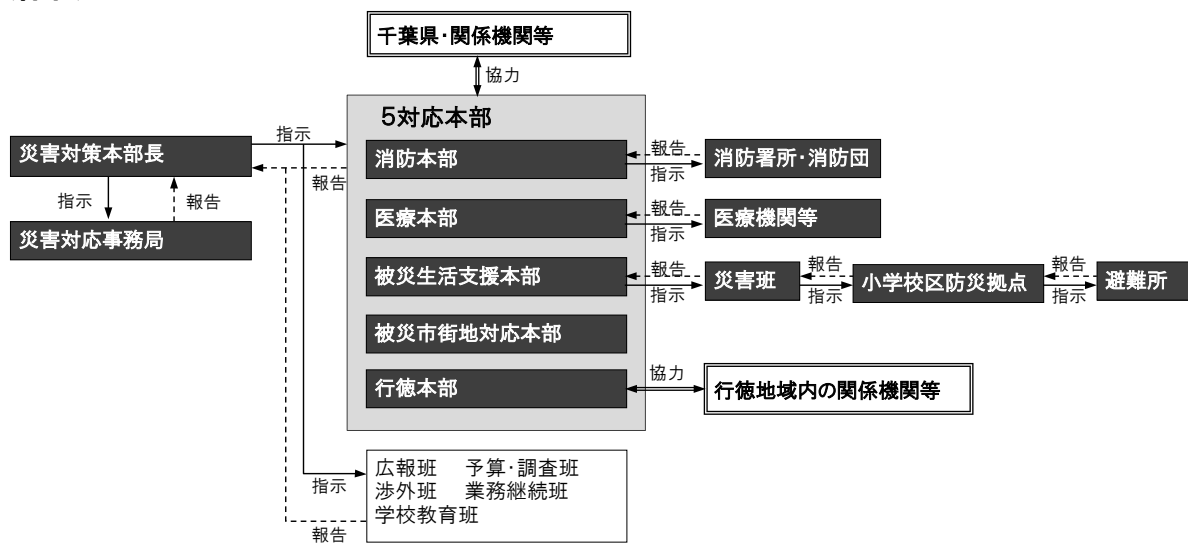 千葉県・関係機関等
協力
5対応本部
災害対策本部長
指示
報告
指示
報告
災害対応事務局
消防本部
報告
指示
消防署所・消防団
医療本部
報告
指示
医療機関等
被災生活支援本部
報告
指示
災害班
報告
指示
小学校区防災拠点
報告
指示
避難所
被災市街地対応本部
行徳本部
協力
行徳地域内の関係機関等
指示
報告
広報班 予算・調査班
渉外班 業務継続班
学校教育班